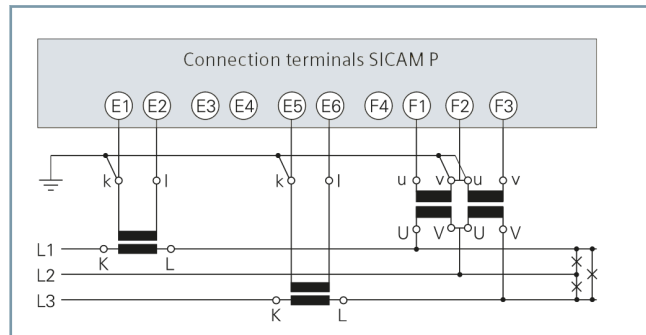 Connection terminals SICAM P
E1 E2 E3 E4 E5 E6 F4 F1 F2 F3
k l k l u v u v
U V U V
L1
K L
L2
L3
K L